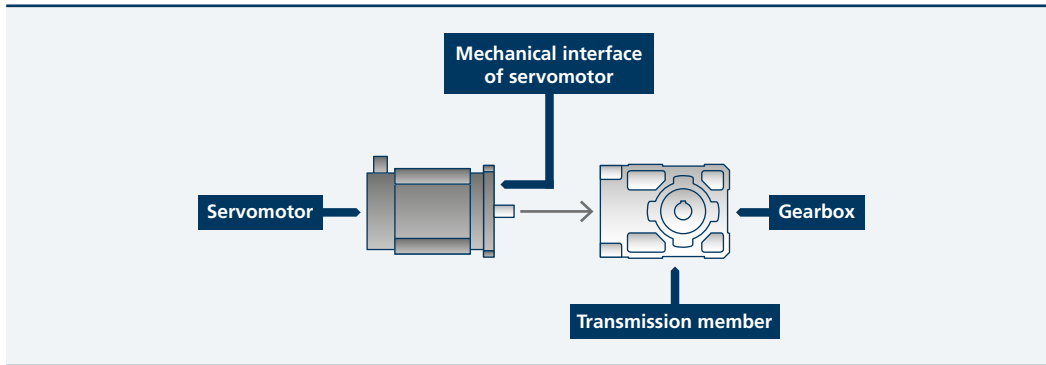 Mechanical interface
of servomotor
Servomotor
Gearbox
Transmission member